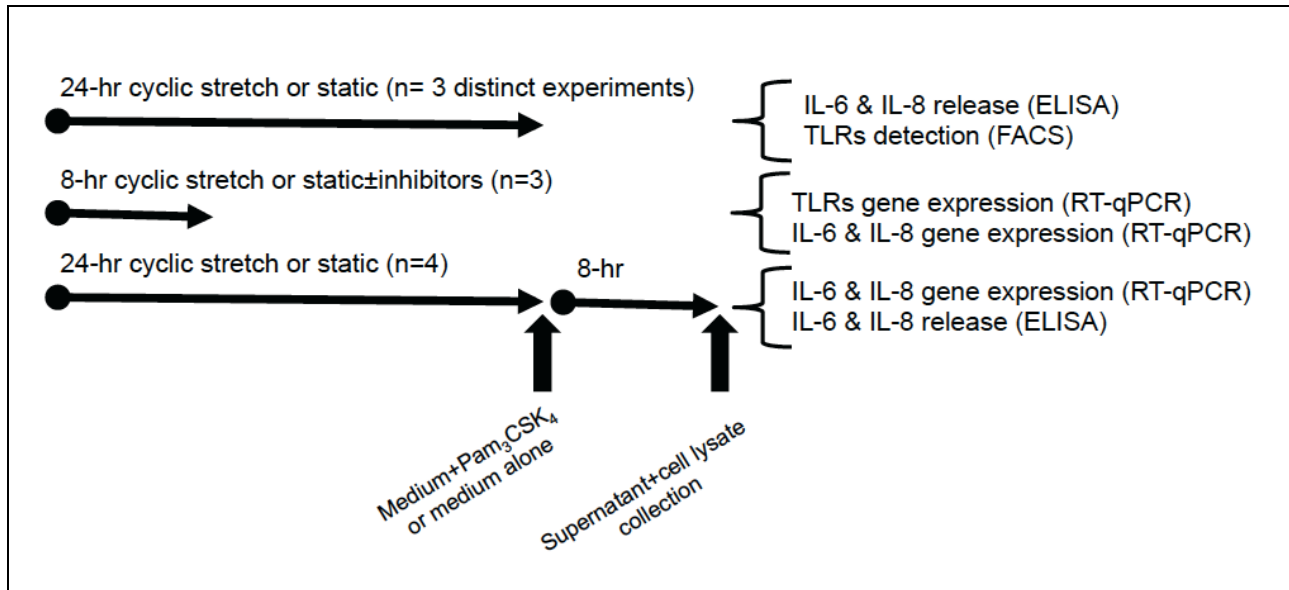 24-hr cyclic stretch or static (n= 3 distinct experiments)
IL-6 & IL-8 release (ELISA)
TLRs detection (FACS)
8-hr cyclic stretch or static±inhibitors (n=3)
TLRs gene expression (RT-qPCR)
IL-6 & IL-8 gene expression (RT-qPCR)
24-hr cyclic stretch or static (n=4)
8-hr
IL-6 & IL-8 gene expression (RT-qPCR)
IL-6 & IL-8 release (ELISA)
Medium+Pam₃CSK₄
or medium alone
Supernatant+cell lysate
collection